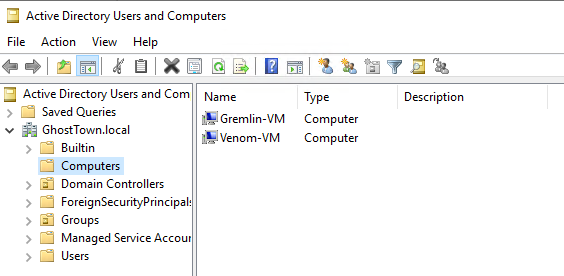 Active Directory Users and Computers
File Action View Help
Active Directory Users and Com
Saved Queries
GhostTown.local
Builtin
Computers
Domain Controllers
ForeignSecurityPrincipals
Groups
Managed Service Accour
Users
Name Type Description
Gremlin-VM Computer
Venom-VM Computer